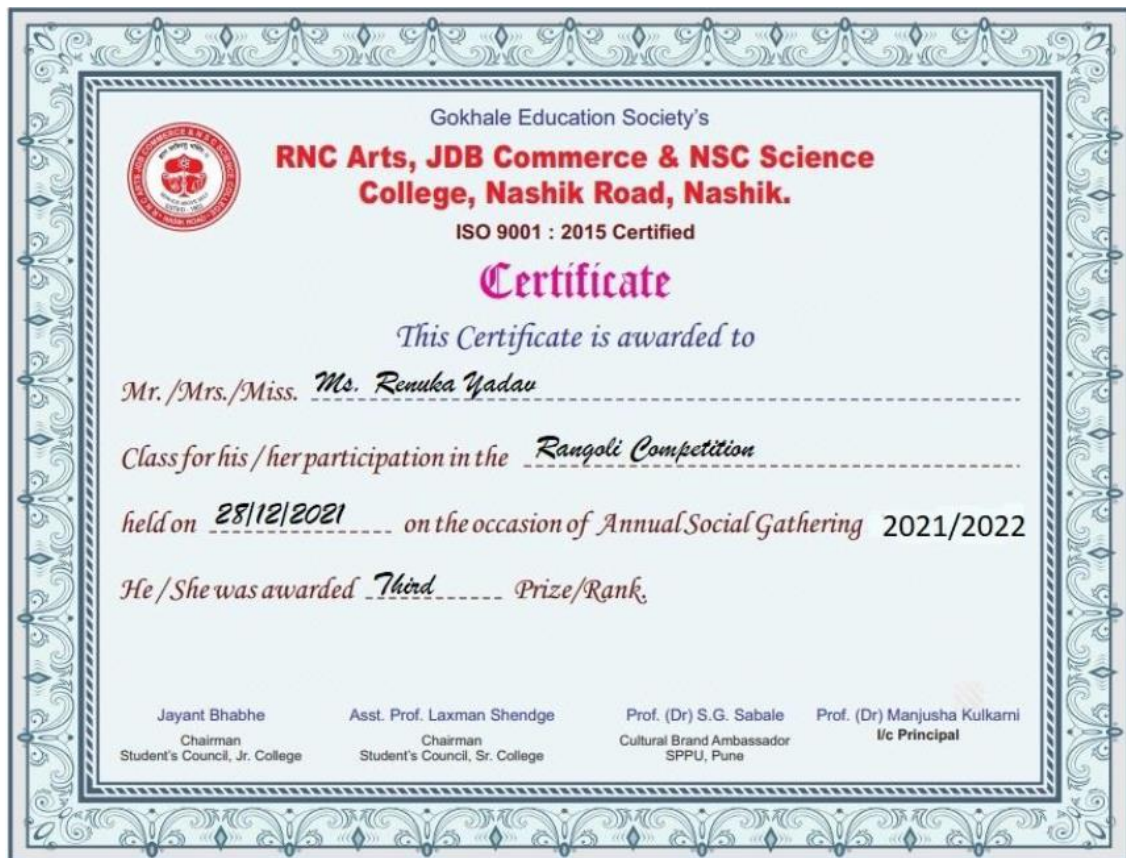 Gokhale Education Society's
RNC Arts, JDB Commerce & NSC Science
College, Nashik Road, Nashik.
ISO 9001 : 2015 Certified
Certificate
This Certificate is awarded to
Mr./Mrs./Miss. Ms. Renuka Yadav
Class for his / her participation in the Rangoli Competition
held on 28/12/2021 on the occasion of Annual Social Gathering 2021/2022
He / She was awarded Third Prize/Rank.
Jayant Bhabhe
Chairman
Student's Council, Jr. College
Asst. Prof. Laxman Shendge
Chairman
Student's Council, Sr. College
Prof. (Dr) S.G. Sabale
Cultural Brand Ambassador
SPPU, Pune
Prof. (Dr) Manjusha Kulkarni
I/c Principal